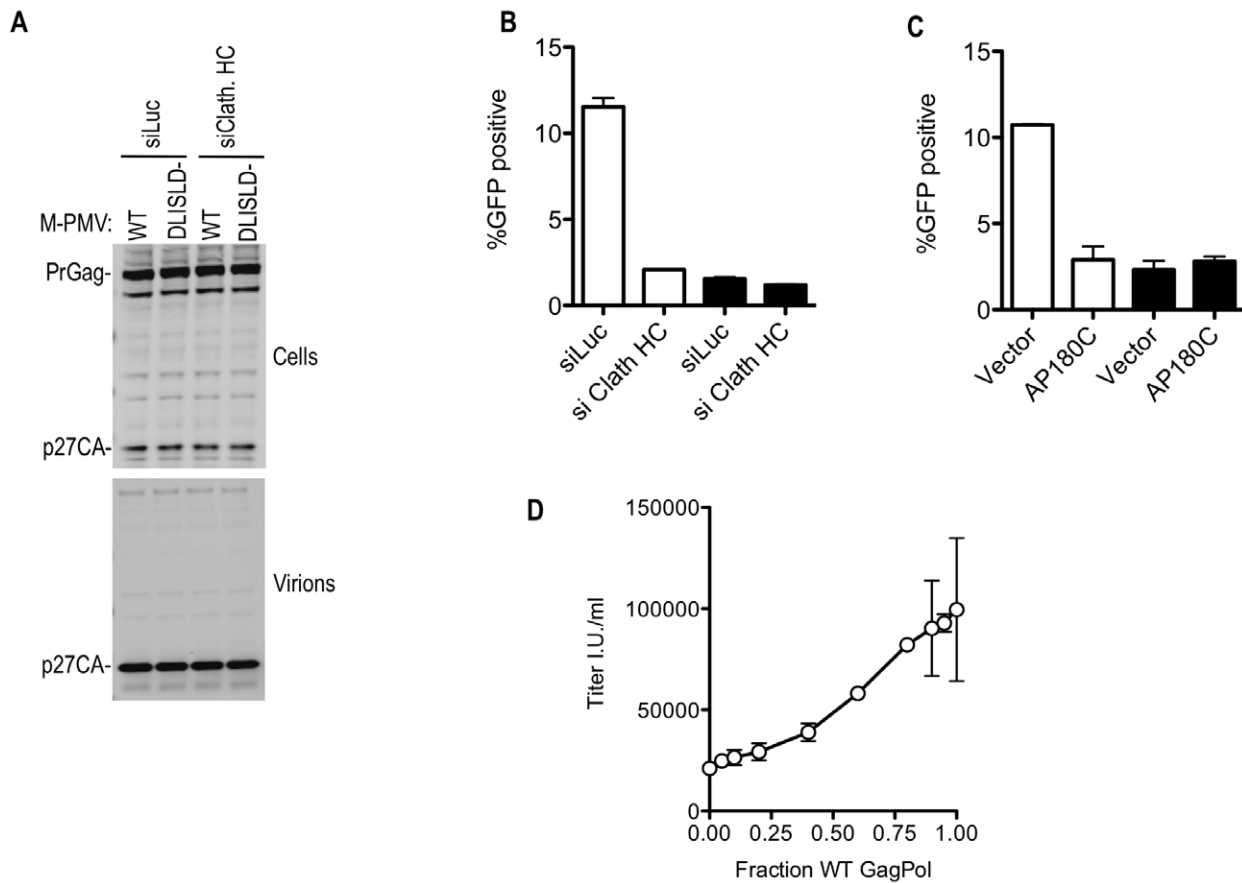 A
siLuc
siClath. HC
M-PMV:
WT
DLISLD-
WT
DLISLD-
PrGag-
Cells
p27CA-
Virions
p27CA-
B
%GFP positive
15
10
5
0
siLuc
si Clath HC
siLuc
si Clath HC
C
%GFP positive
15
10
5
0
Vector
AP180C
Vector
AP180C
D
Titer I.U./ml
150000
100000
50000
0
0.00 0.25 0.50 0.75 1.00
Fraction WT GagPol